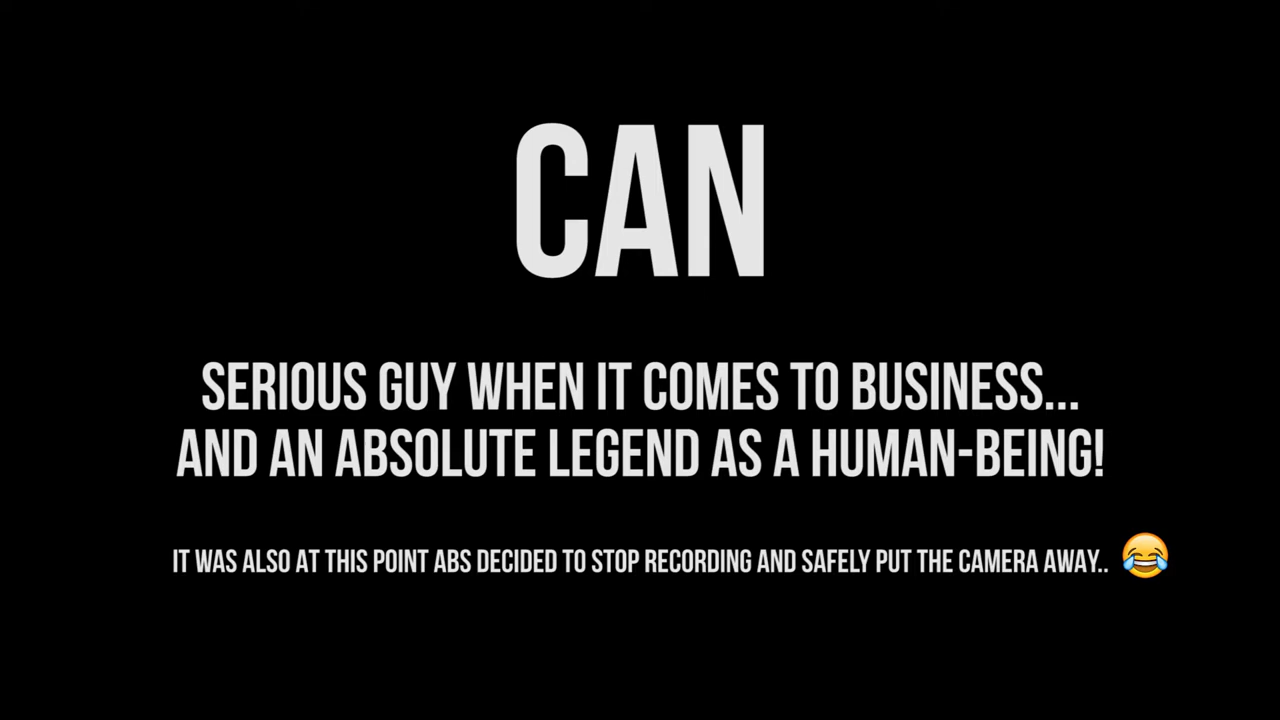 CAN
SERIOUS GUY WHEN IT COMES TO BUSINESS...
AND AN ABSOLUTE LEGEND AS A HUMAN-BEING!
IT WAS ALSO AT THIS POINT ABS DECIDED TO STOP RECORDING AND SAFELY PUT THE CAMERA AWAY.. 😂